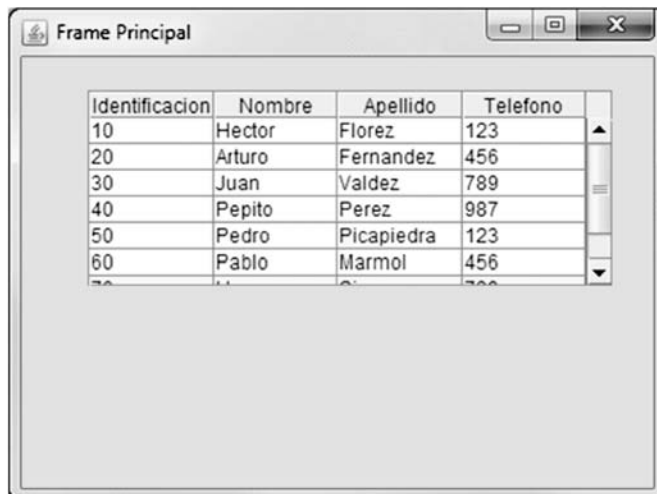 Frame Principal
Identificacion Nombre Apellido Telefono
10 Hector Florez 123
20 Arturo Fernandez 456
30 Juan Valdez 789
40 Pepito Perez 987
50 Pedro Picapiedra 123
60 Pablo Marmol 456